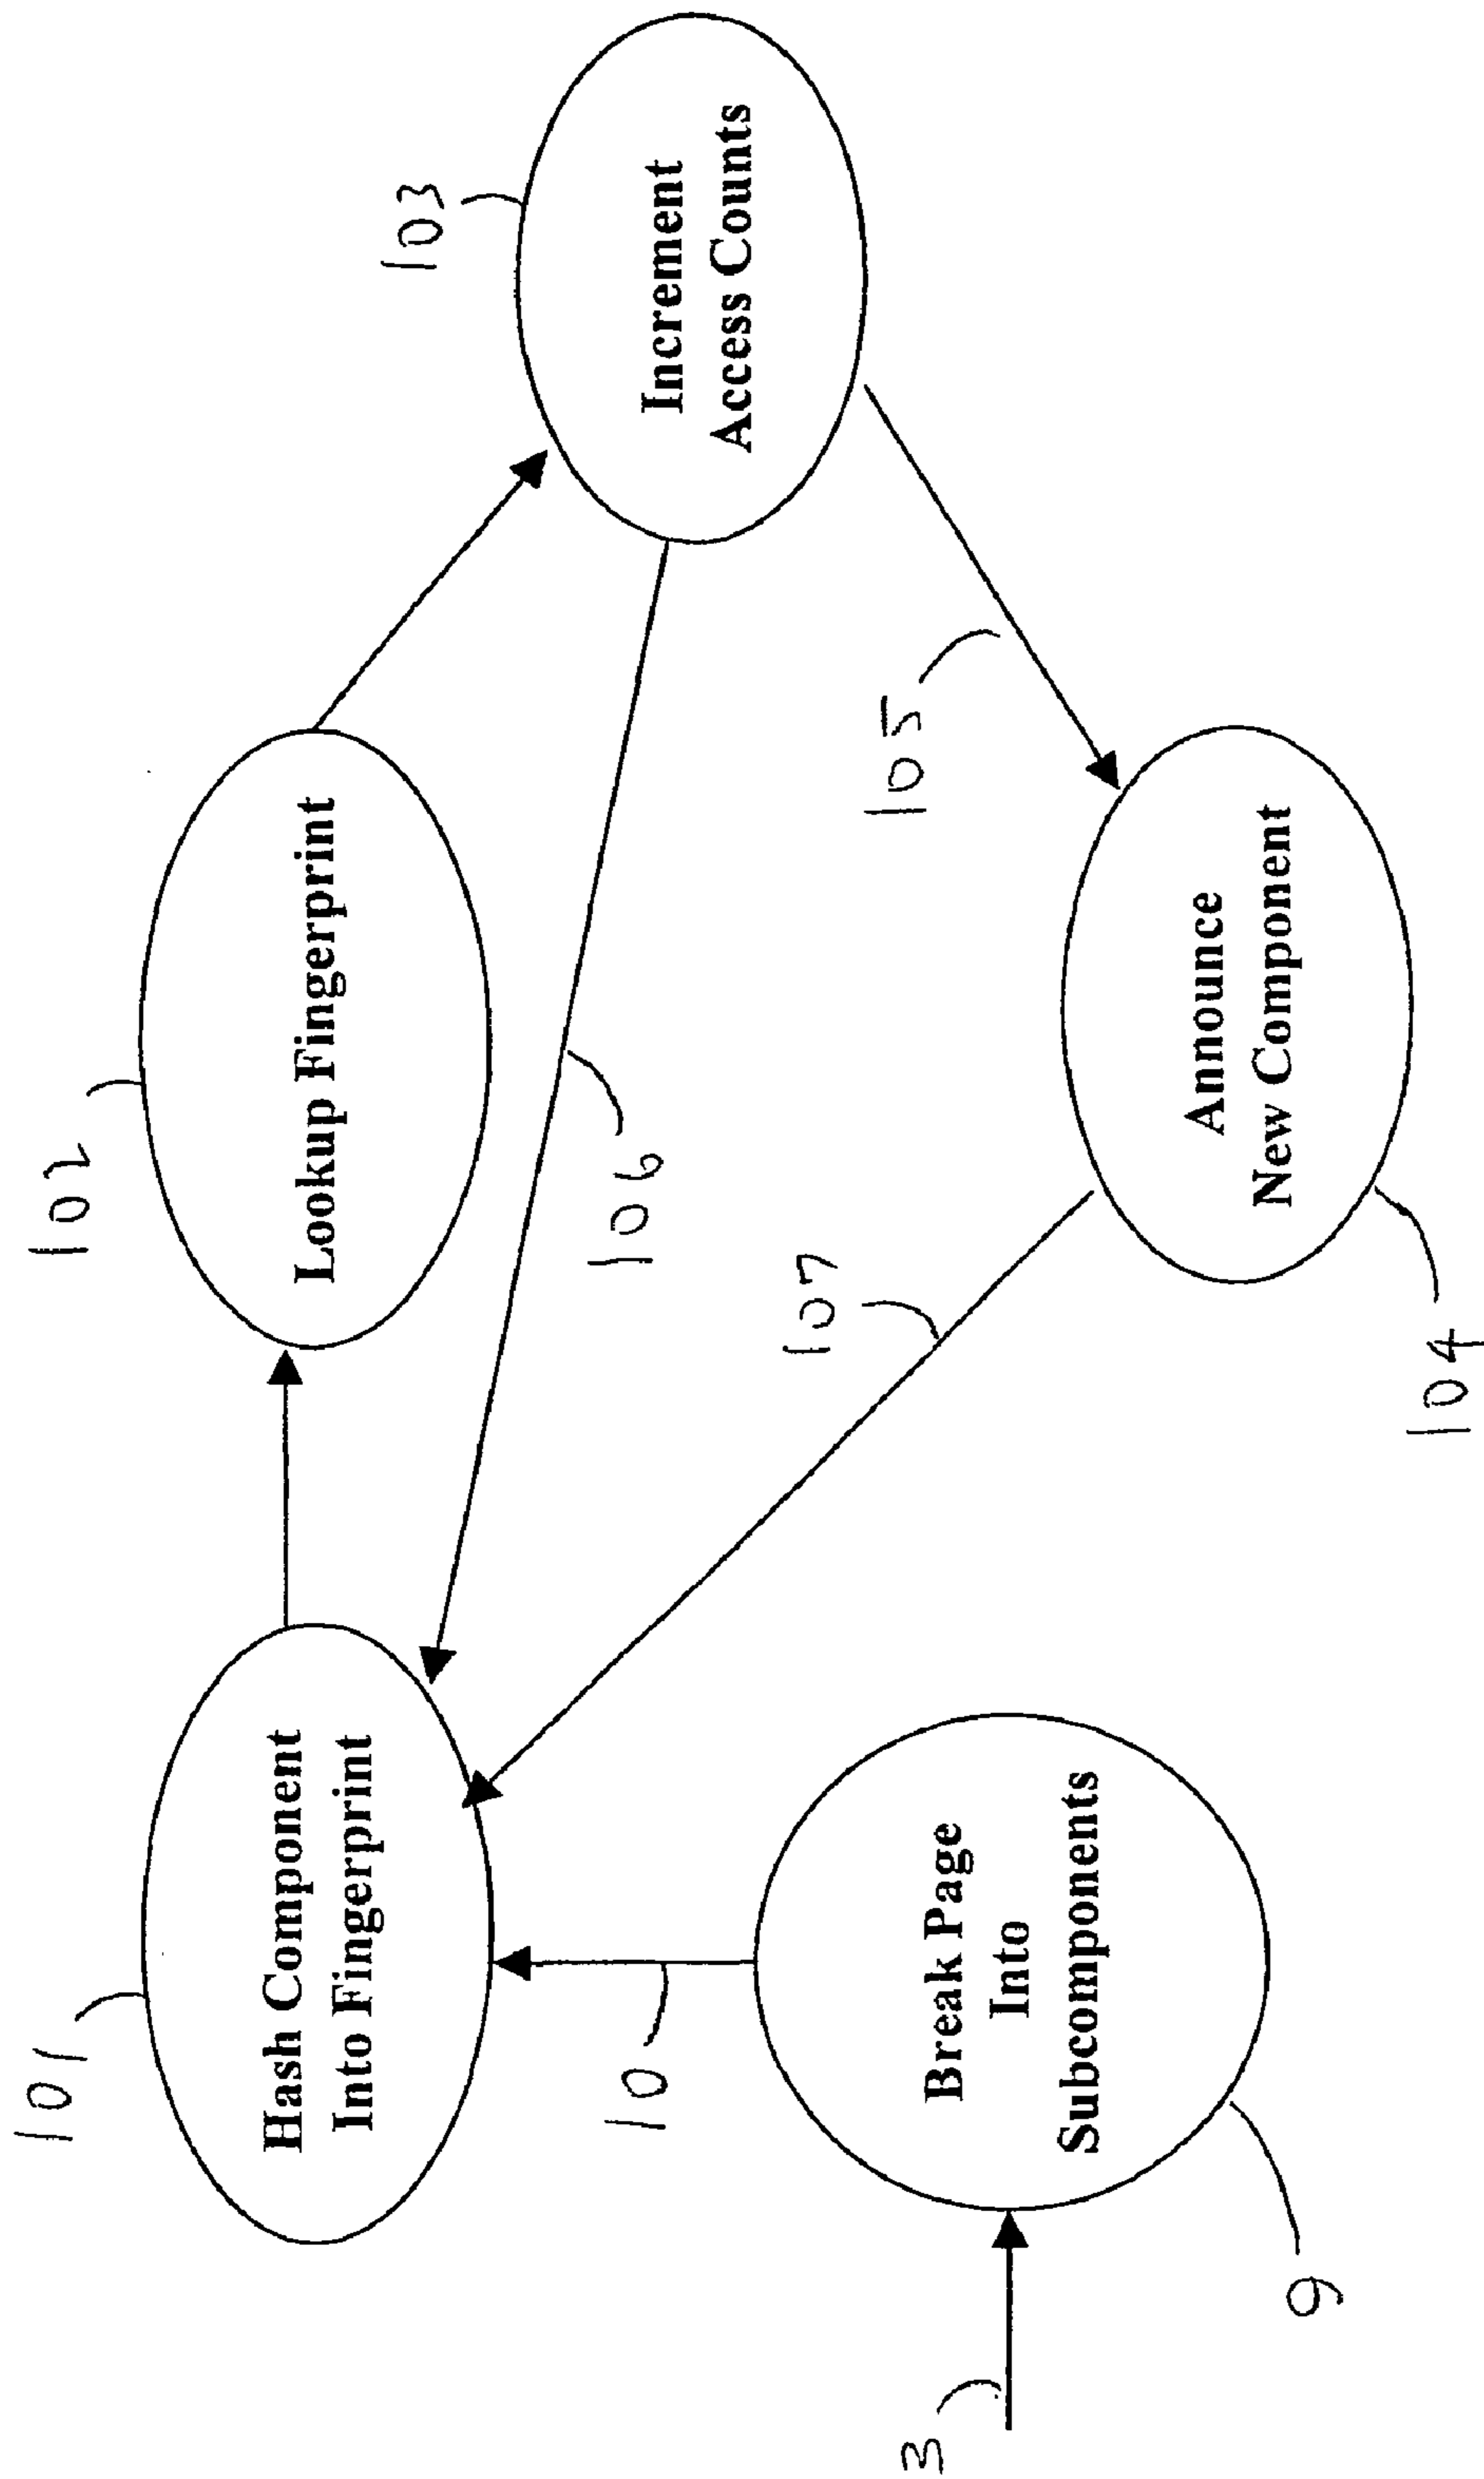 101
Hash Component
Into Fingerprint
102
Lookup Fingerprint
103
Increment
Access Counts
10
106
107
105
3
Break Page
Into
Subcomponents
9
Announce
New Component
104